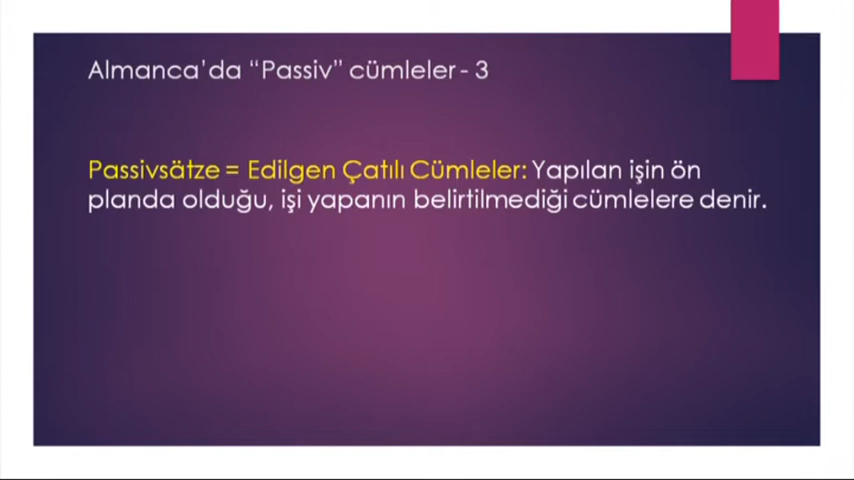 Almanca’da “Passiv” cümleler - 3
Passivsätze = Edilgen Çatılı Cümleler: Yapılan işin ön
planda olduğu, işi yapanın belirtilmediği cümlelere denir.